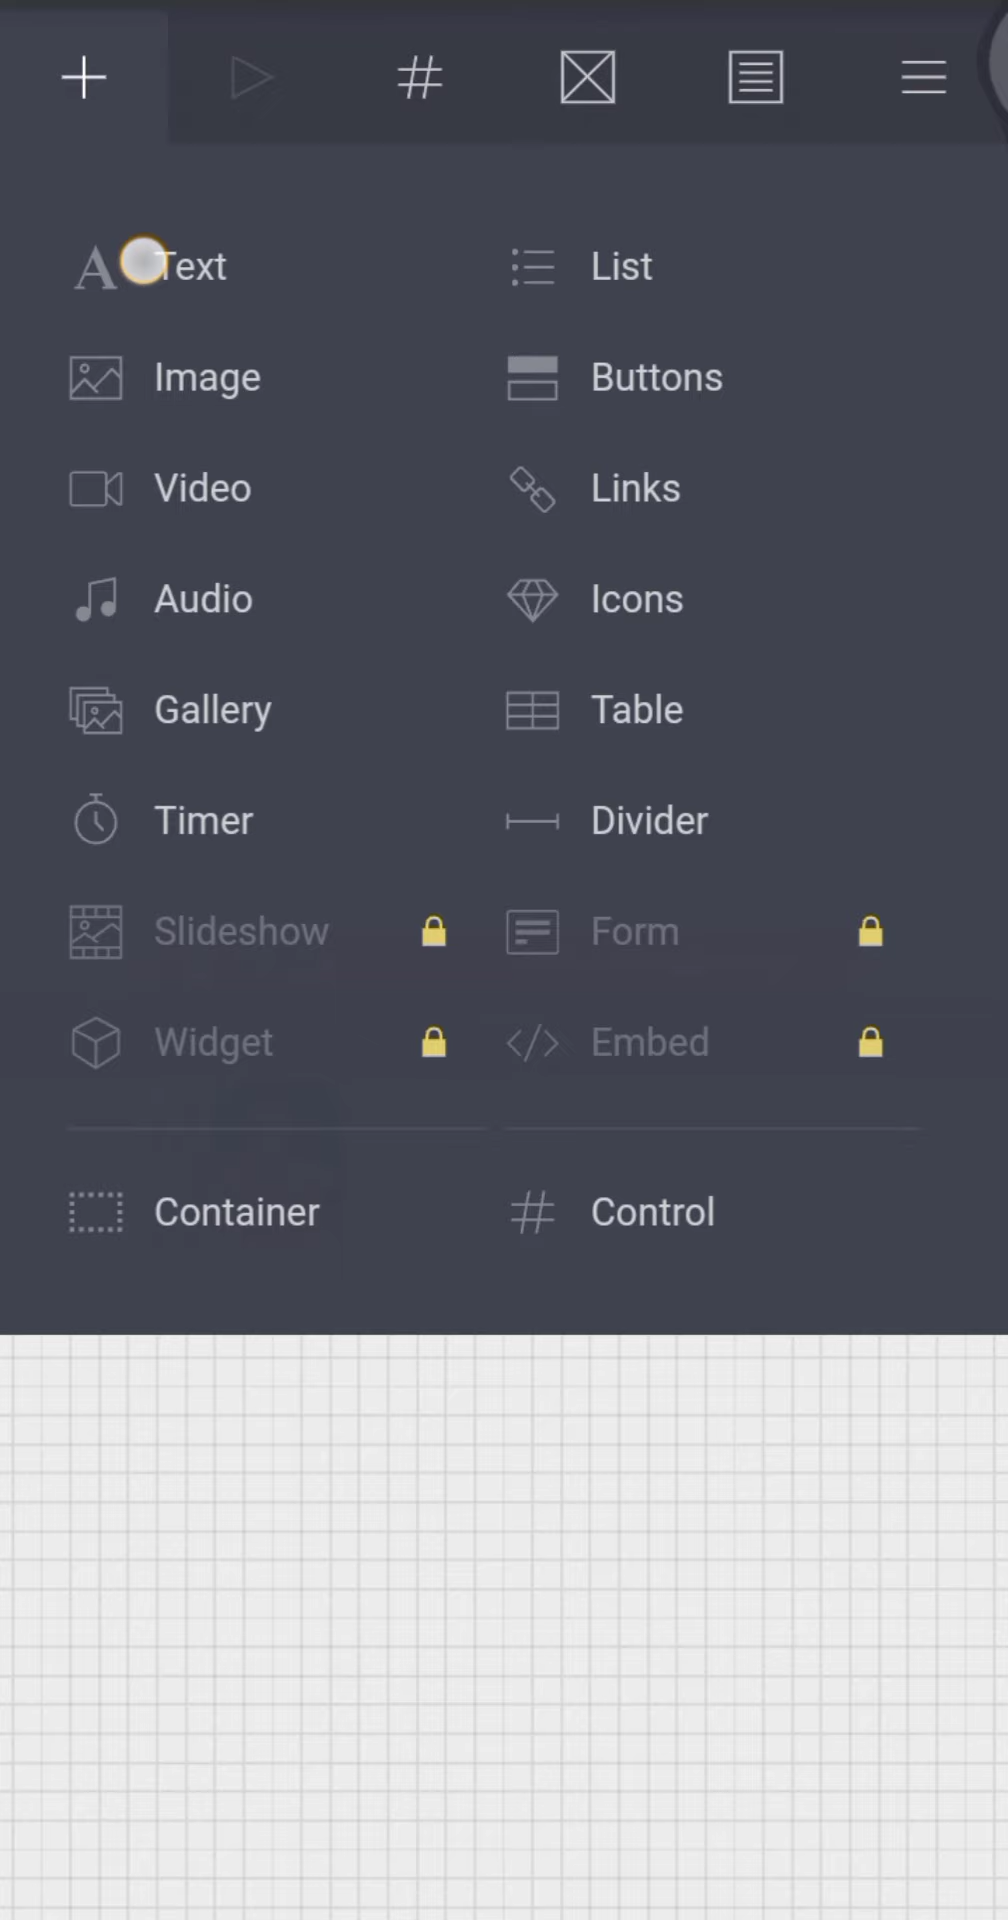 Text List
Image Buttons
Video Links
Audio Icons
Gallery Table
Timer Divider
Slideshow Form
Widget Embed
Container Control